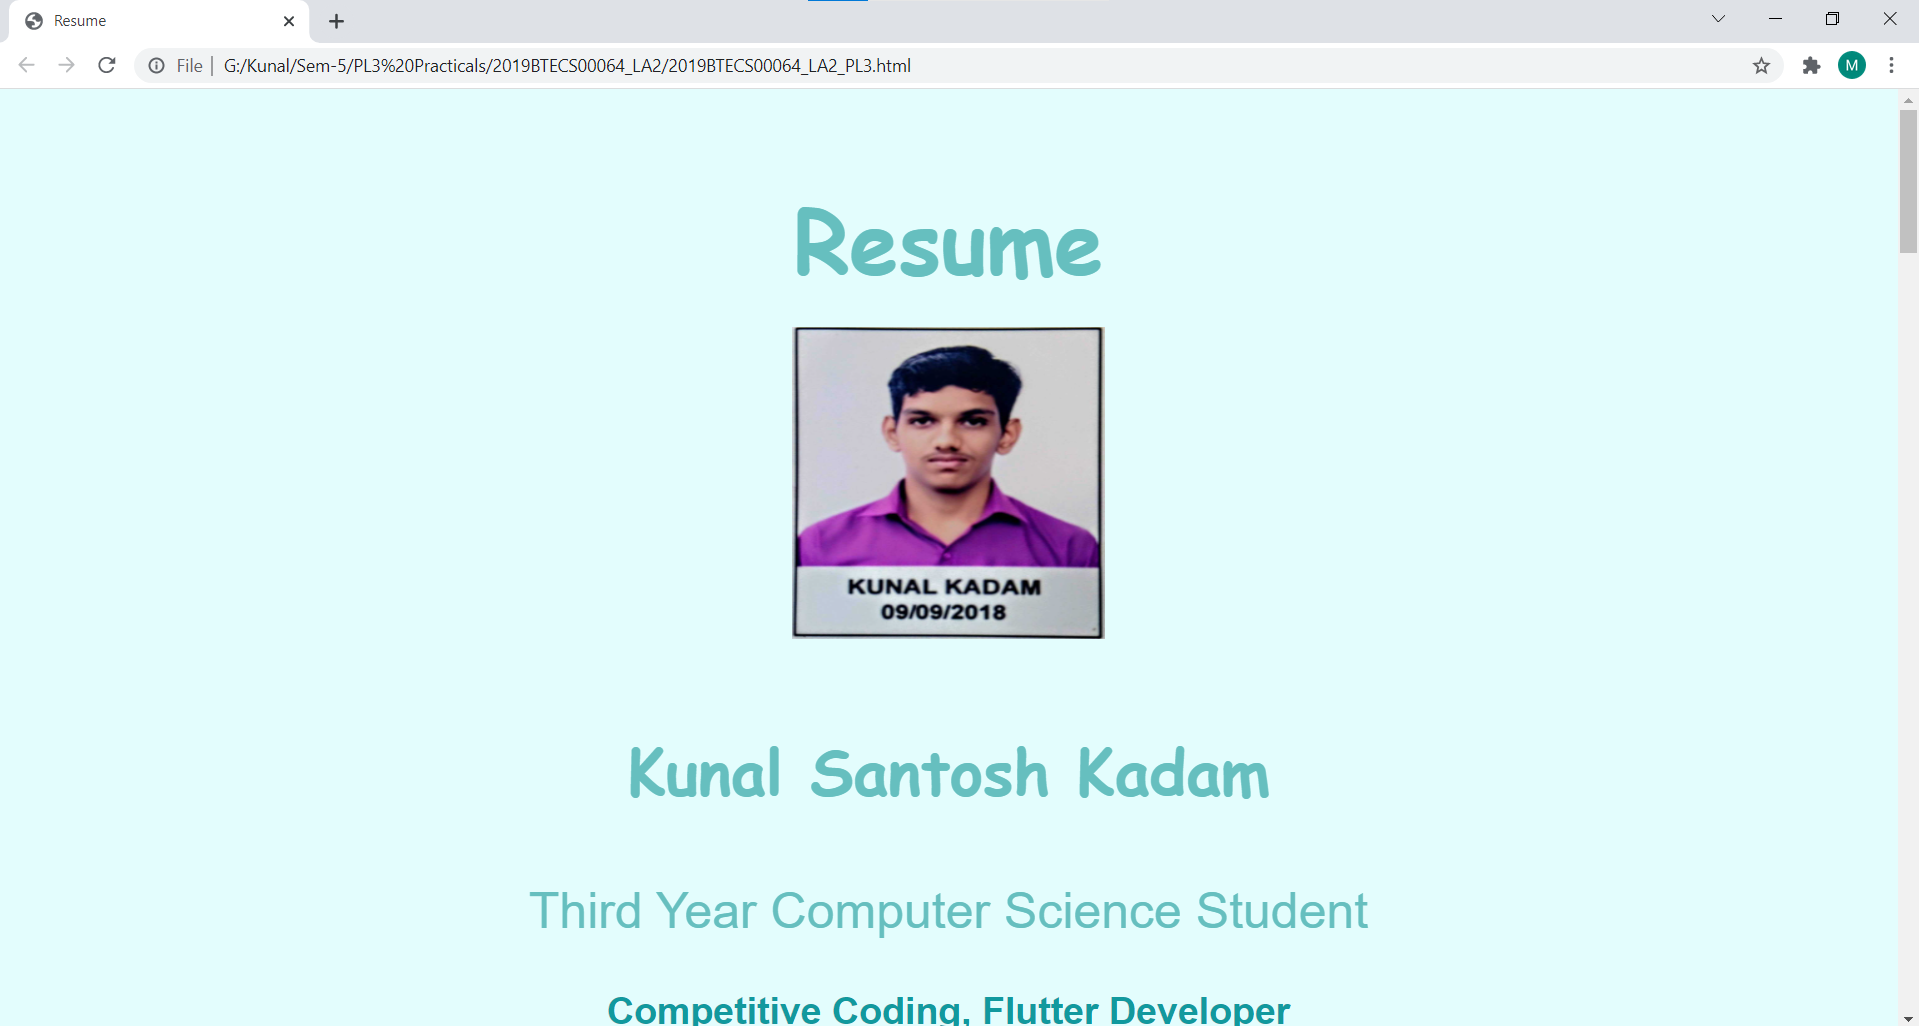 Resume
File | G:/Kunal/Sem-5/PL3%20Practicals/2019BTECS00064_LA2/2019BTECS00064_LA2_PL3.html
M
Resume
KUNAL KADAM
09/09/2018
Kunal Santosh Kadam
Third Year Computer Science Student
Competitive Coding, Flutter Developer